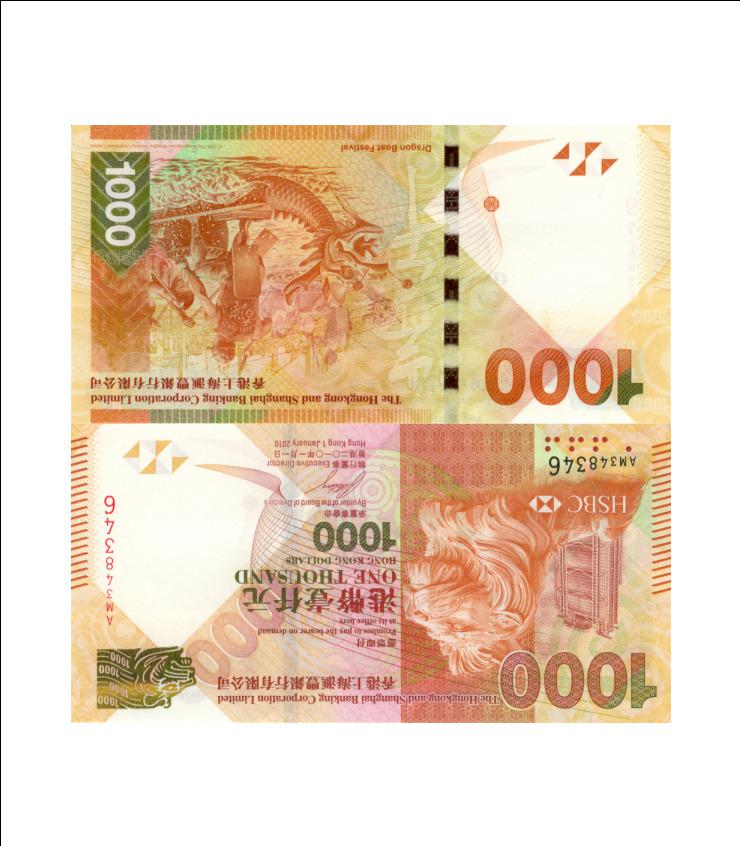 The Hongkong and Shanghai Banking Corporation Limited
香港上海滙豐銀行有限公司
1000
憑票即付
Promises to pay the bearer on demand
at its office here
港幣壹仟元
ONE THOUSAND
HONG KONG DOLLARS
1000
承董事會命
By order of the Board of Directors
執行董事 Executive Director
香港二〇一〇年一月一日
Hong Kong 1 January 2010
HSBC
AM348346
AM348346
1000
1000
1000
1000
The Hongkong and Shanghai Banking Corporation Limited
香港上海滙豐銀行有限公司
1000
1000
Dragon Boat Festival